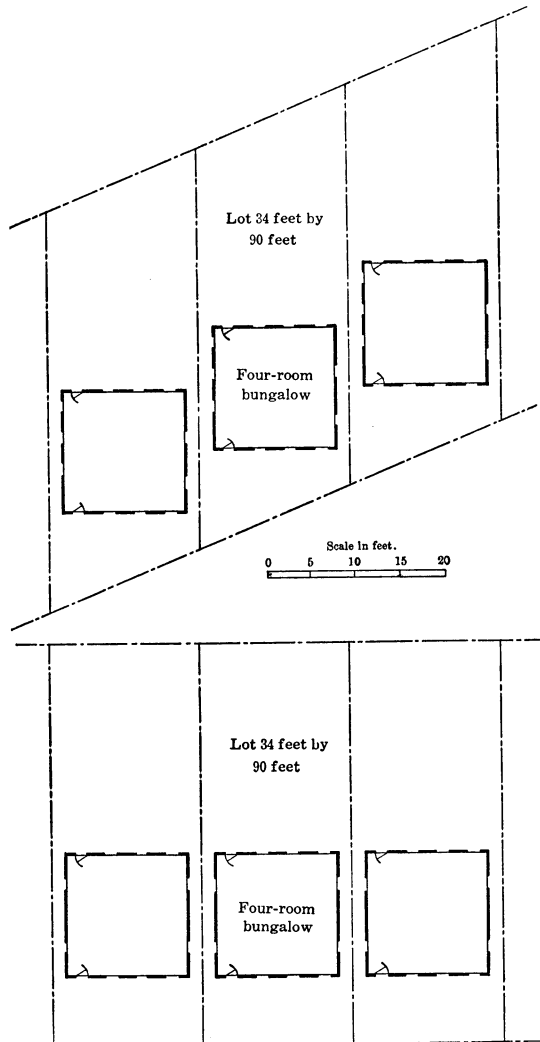 Lot 34 feet by
90 feet
Four-room
bungalow
Scale in feet.
0 5 10 15 20
Lot 34 feet by
90 feet
Four-room
bungalow